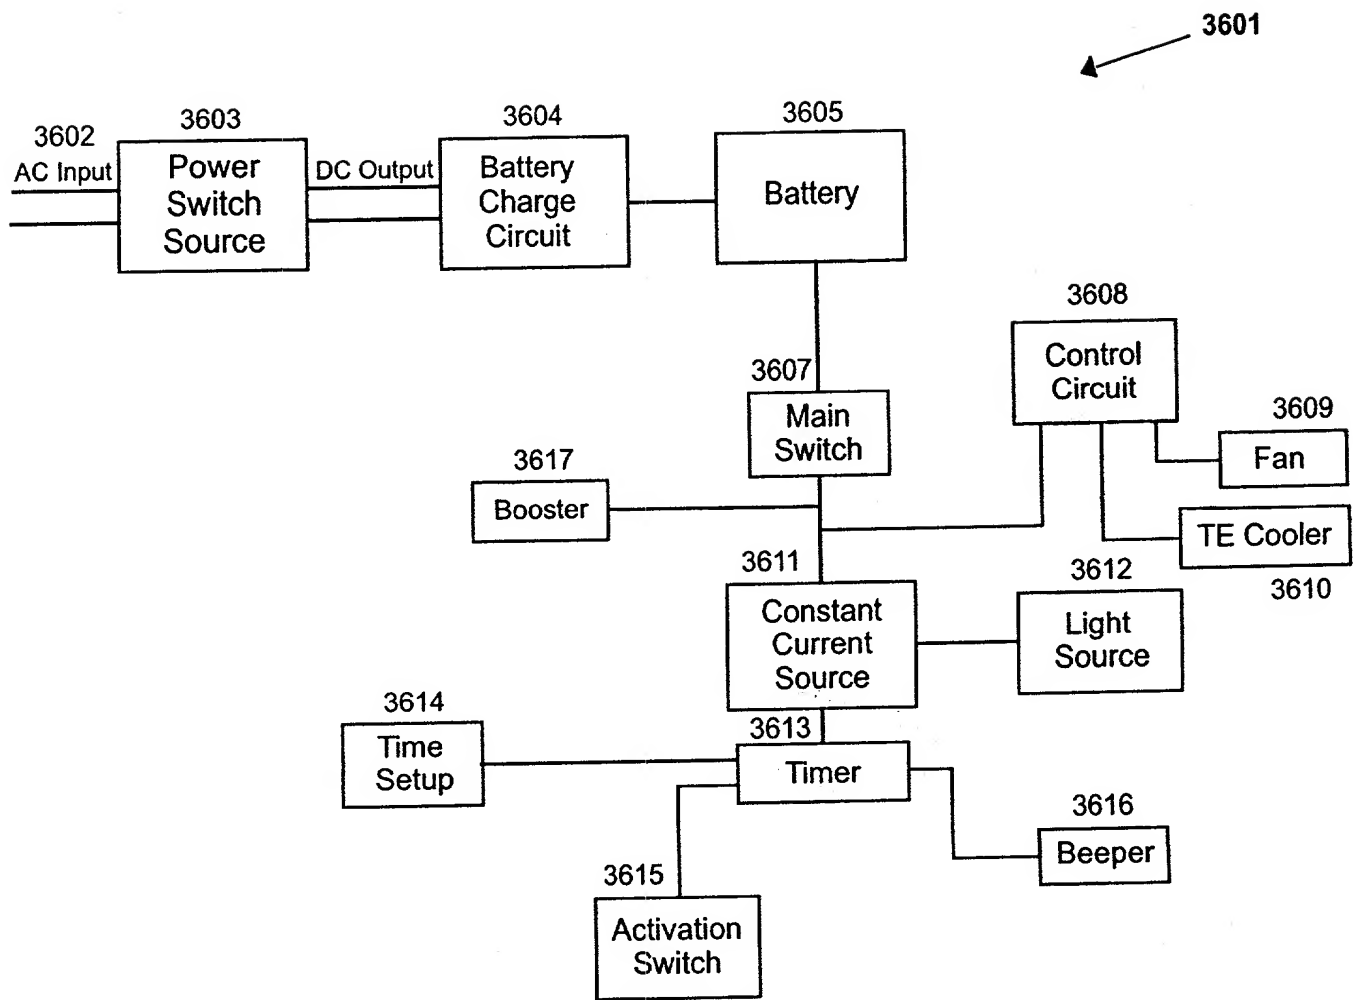 3601
3602
AC Input
3603
Power
Switch
Source
DC Output
3604
Battery
Charge
Circuit
3605
Battery
3607
Main
Switch
3608
Control
Circuit
3609
Fan
TE Cooler
3610
3617
Booster
3611
Constant
Current
Source
3612
Light
Source
3614
Time
Setup
3613
Timer
3616
Beeper
3615
Activation
Switch